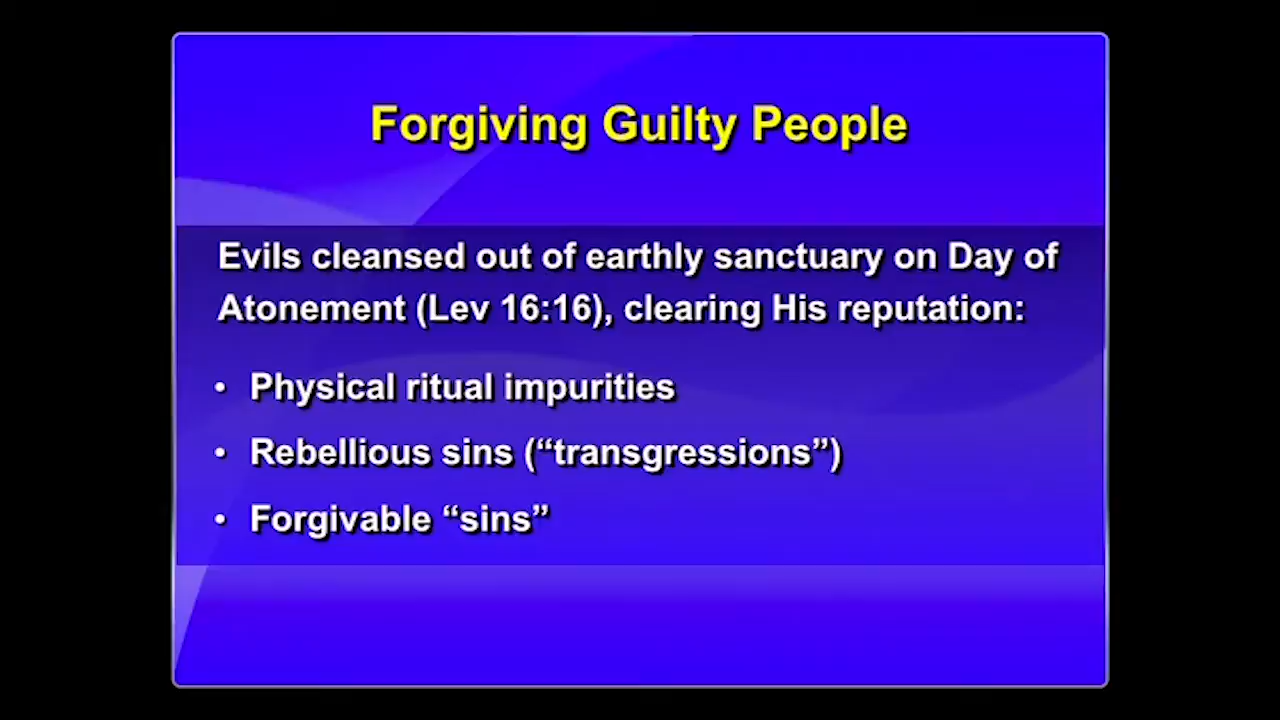 Forgiving Guilty People
Evils cleansed out of earthly sanctuary on Day of
Atonement (Lev 16:16), clearing His reputation:
• Physical ritual impurities
• Rebellious sins (“transgressions”)
• Forgivable “sins”